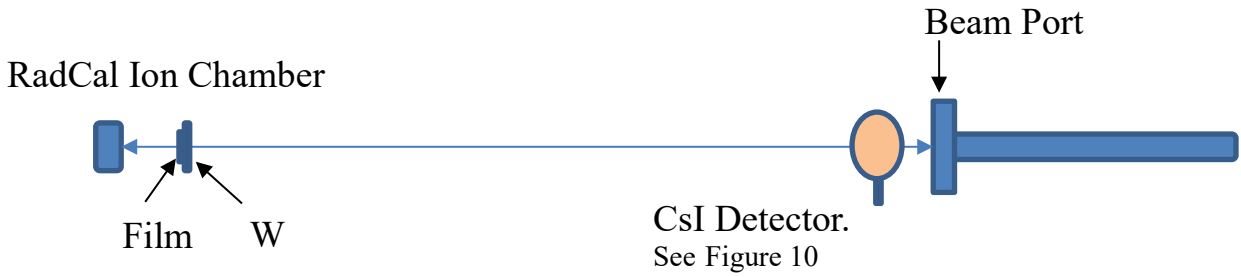 Beam Port
RadCal Ion Chamber
Film
W
CsI Detector.
See Figure 10